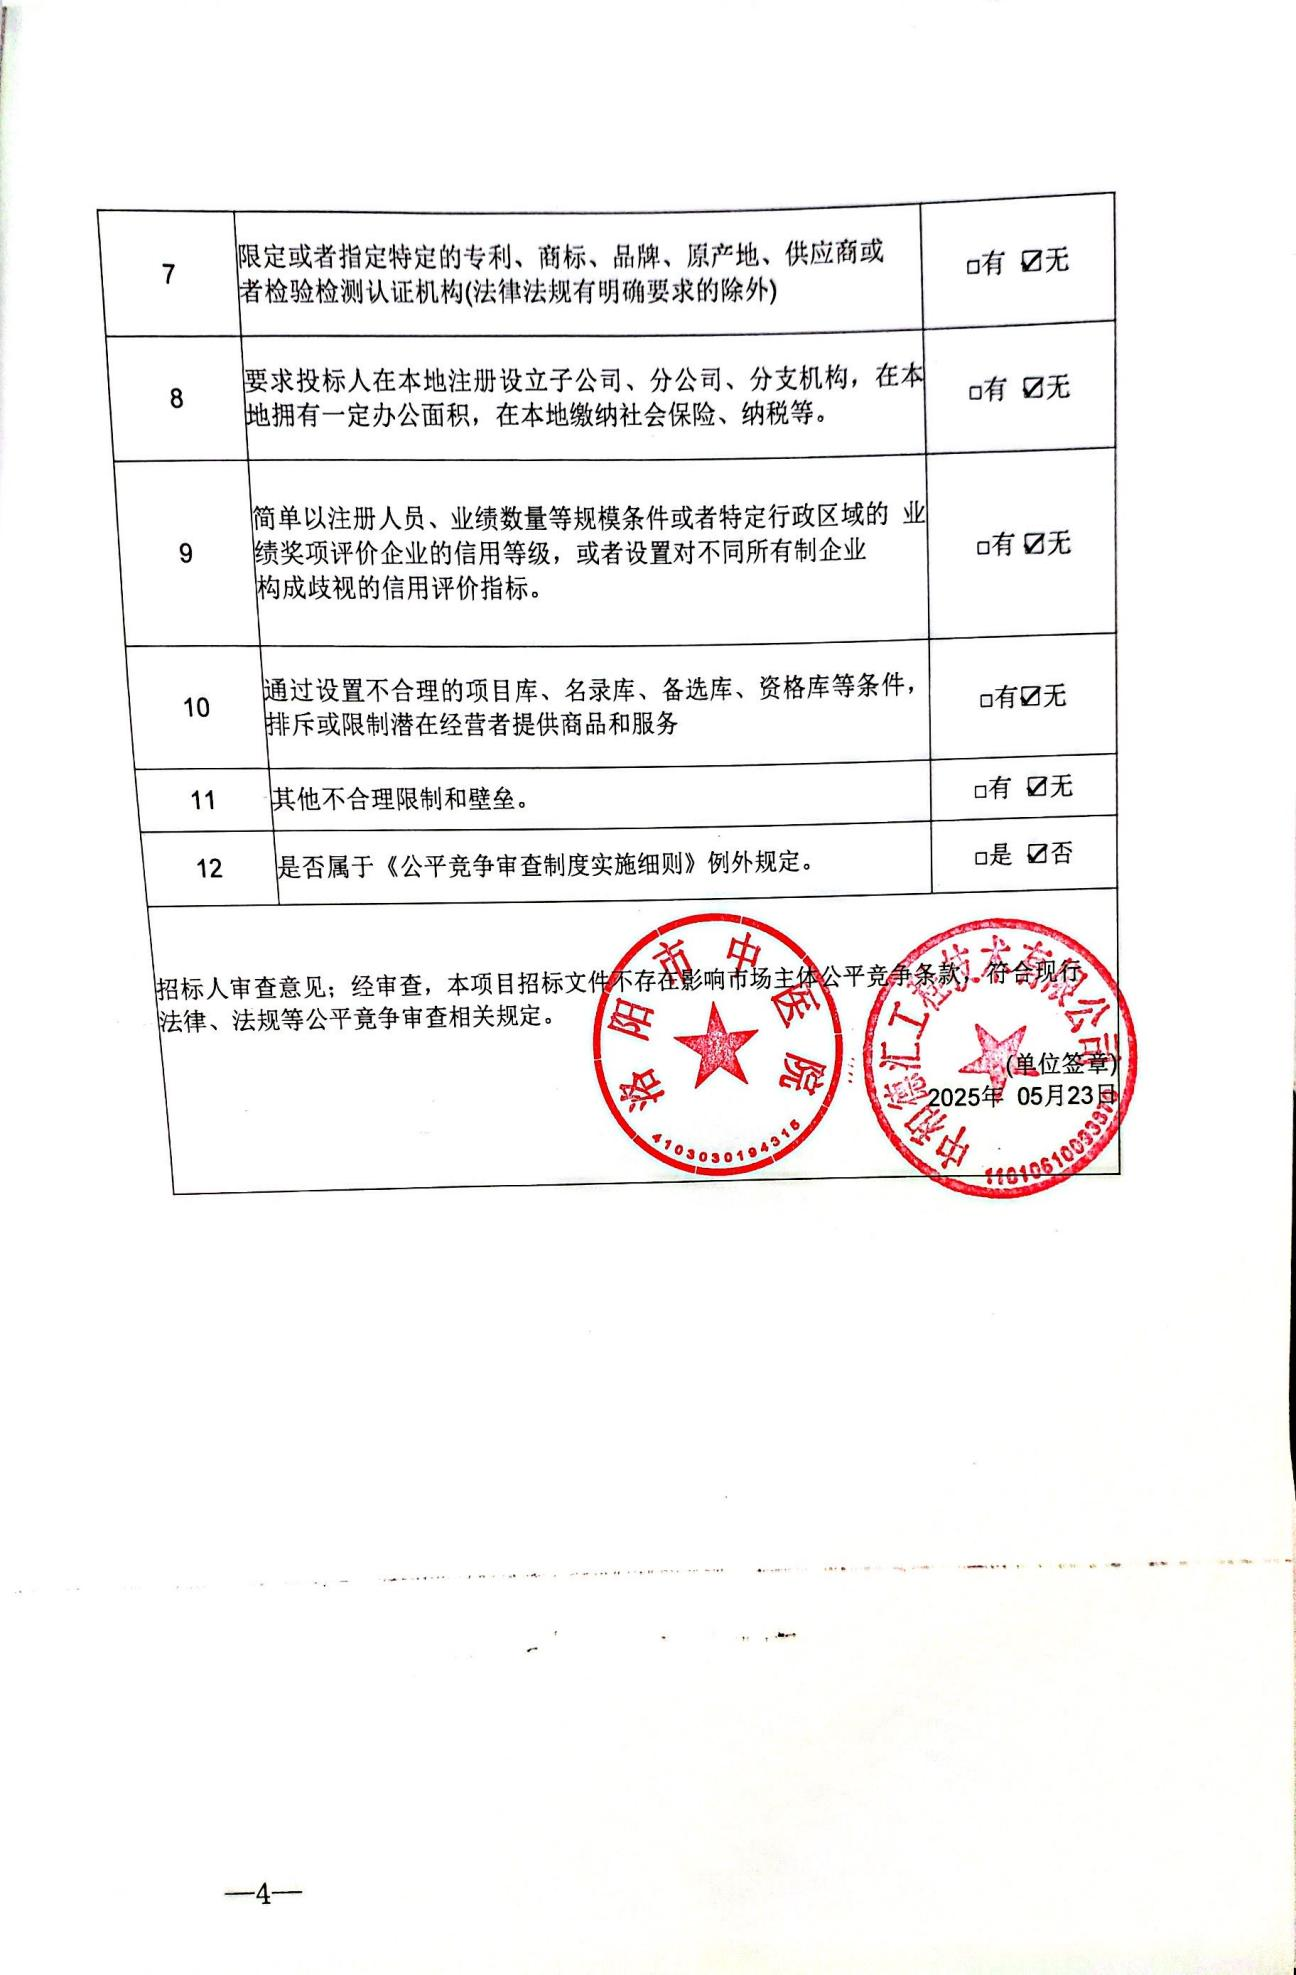 7
限定或者指定特定的专利、商标、品牌、原产地、供应商或
者检验检测认证机构(法律法规有明确要求的除外)
□有 ☑无
8
要求投标人在本地注册设立子公司、分公司、分支机构，在本
地拥有一定办公面积，在本地缴纳社会保险、纳税等。
□有 ☑无
9
简单以注册人员、业绩数量等规模条件或者特定行政区域的 业
绩奖项评价企业的信用等级，或者设置对不同所有制企业
构成歧视的信用评价指标。
□有 ☑无
10
通过设置不合理的项目库、名录库、备选库、资格库等条件，
排斥或限制潜在经营者提供商品和服务
□有☑无
11
其他不合理限制和壁垒。
□有 ☑无
12
是否属于《公平竞争审查制度实施细则》例外规定。
□是 ☑否
招标人审查意见；经审查，本项目招标文件不存在影响市场主体公平竞争条款，符合现行
法律、法规等公平竟争审查相关规定。
(单位签章)
2025年 05月23日
洛阳市中医院
4103030194315
中和德汇工程技术有限公司
—4—